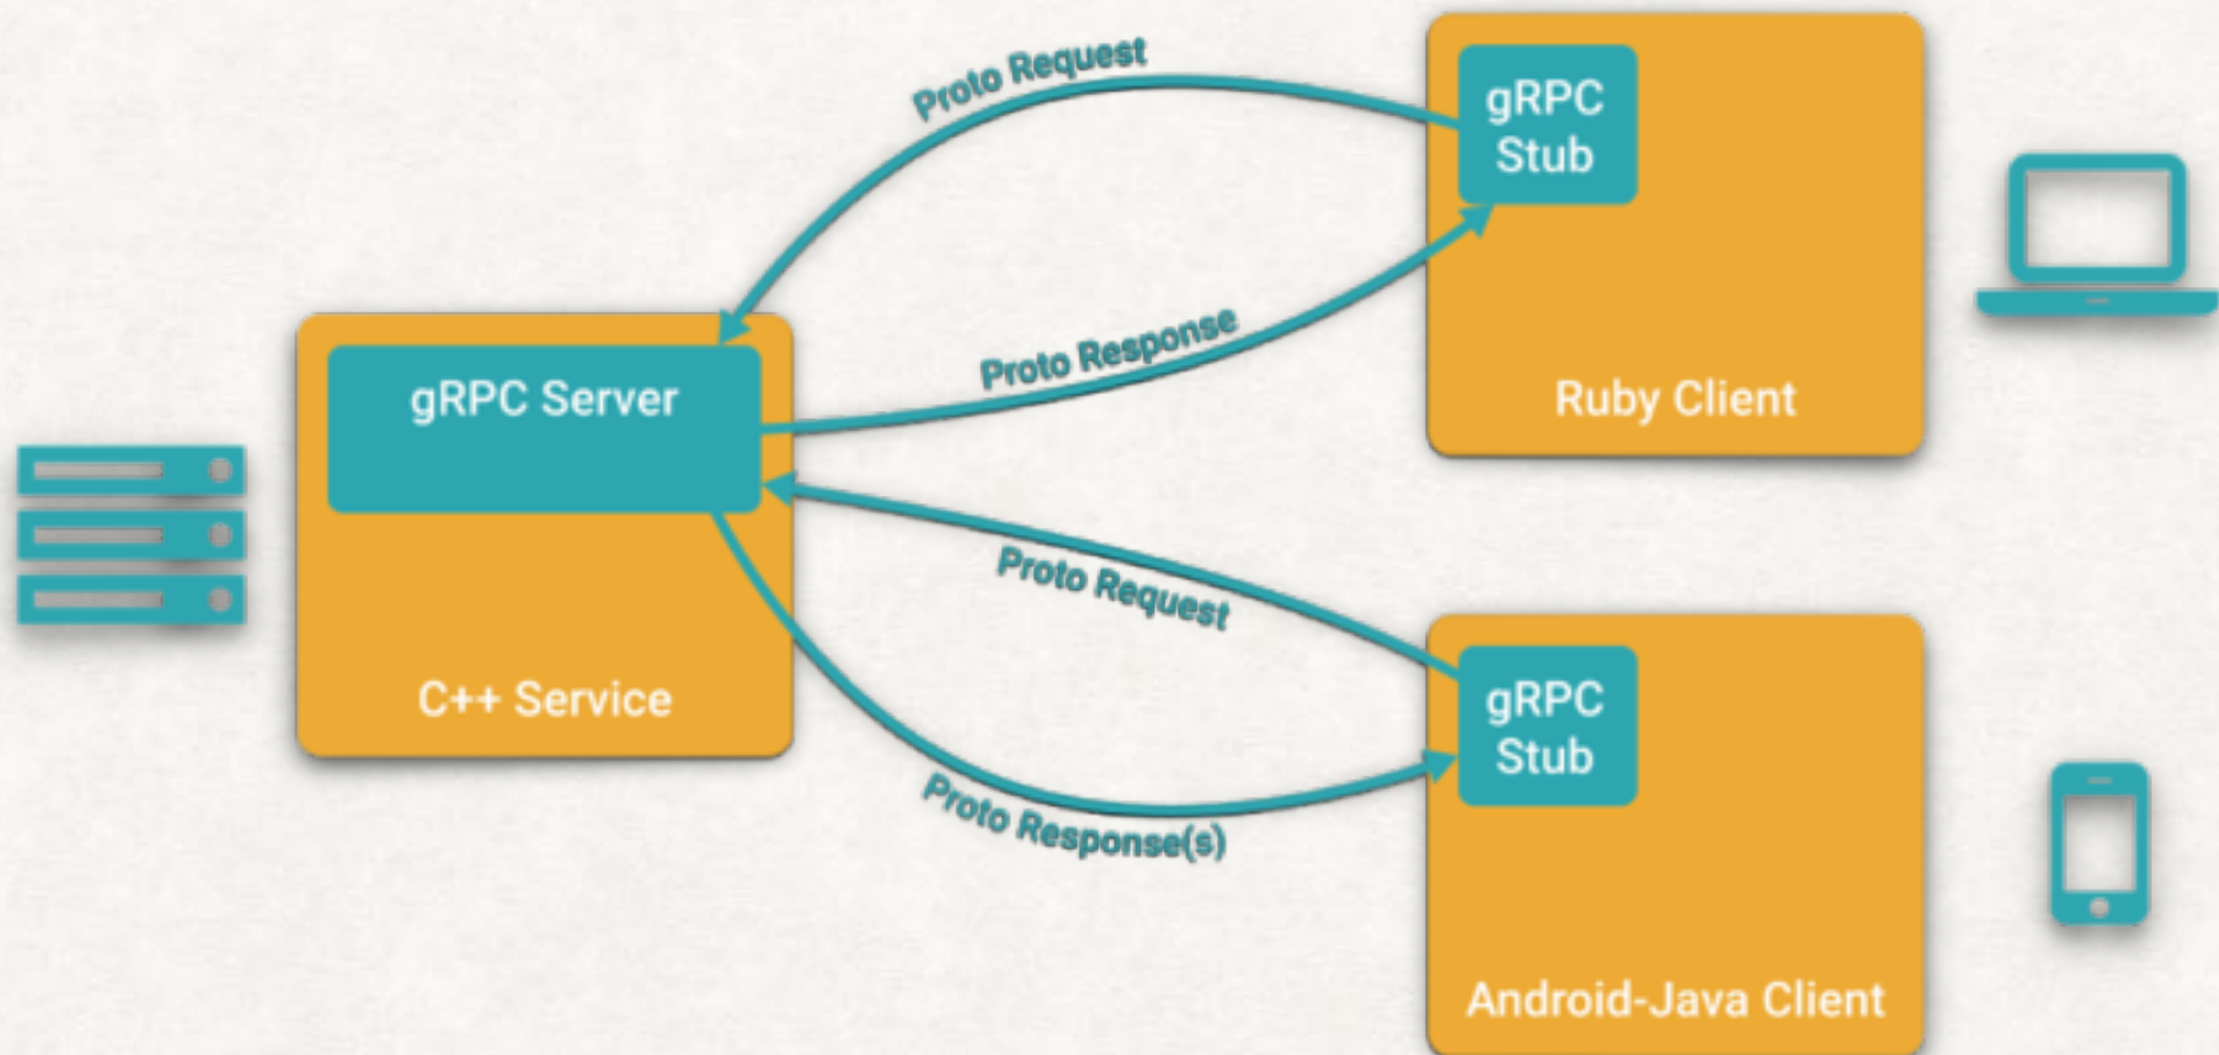 Proto Request
gRPC
Stub
Proto Response
Ruby Client
gRPC Server
C++ Service
Proto Request
gRPC
Stub
Proto Response(s)
Android-Java Client